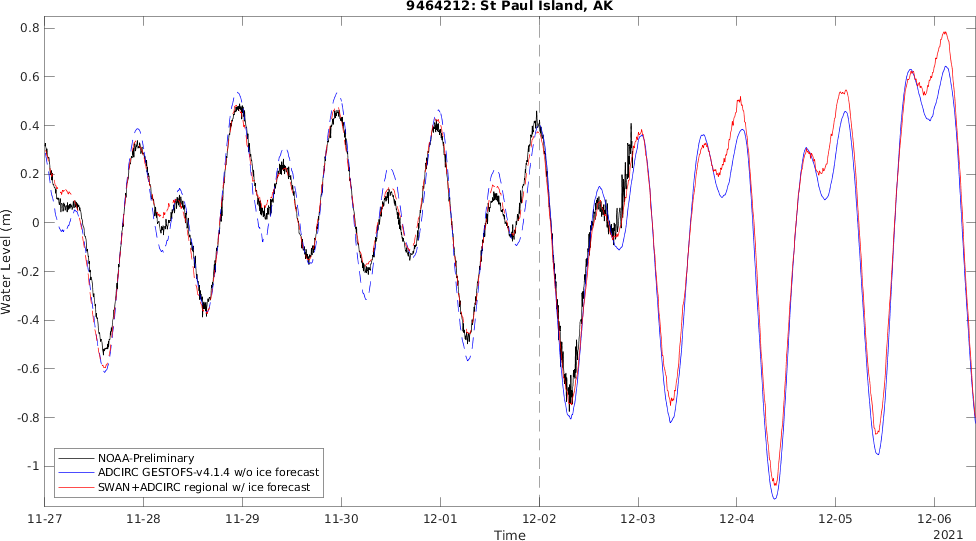 9464212: St Paul Island, AK
0.8
0.6
0.4
0.2
0
-0.2
-0.4
-0.6
-0.8
-1
Water Level (m)
NOAA-Preliminary
ADCIRC GESTOFS-v4.1.4 w/o ice forecast
SWAN+ADCIRC regional w/ ice forecast
11-27 11-28 11-29 11-30 12-01 12-02 12-03 12-04 12-05 12-06
Time
2021